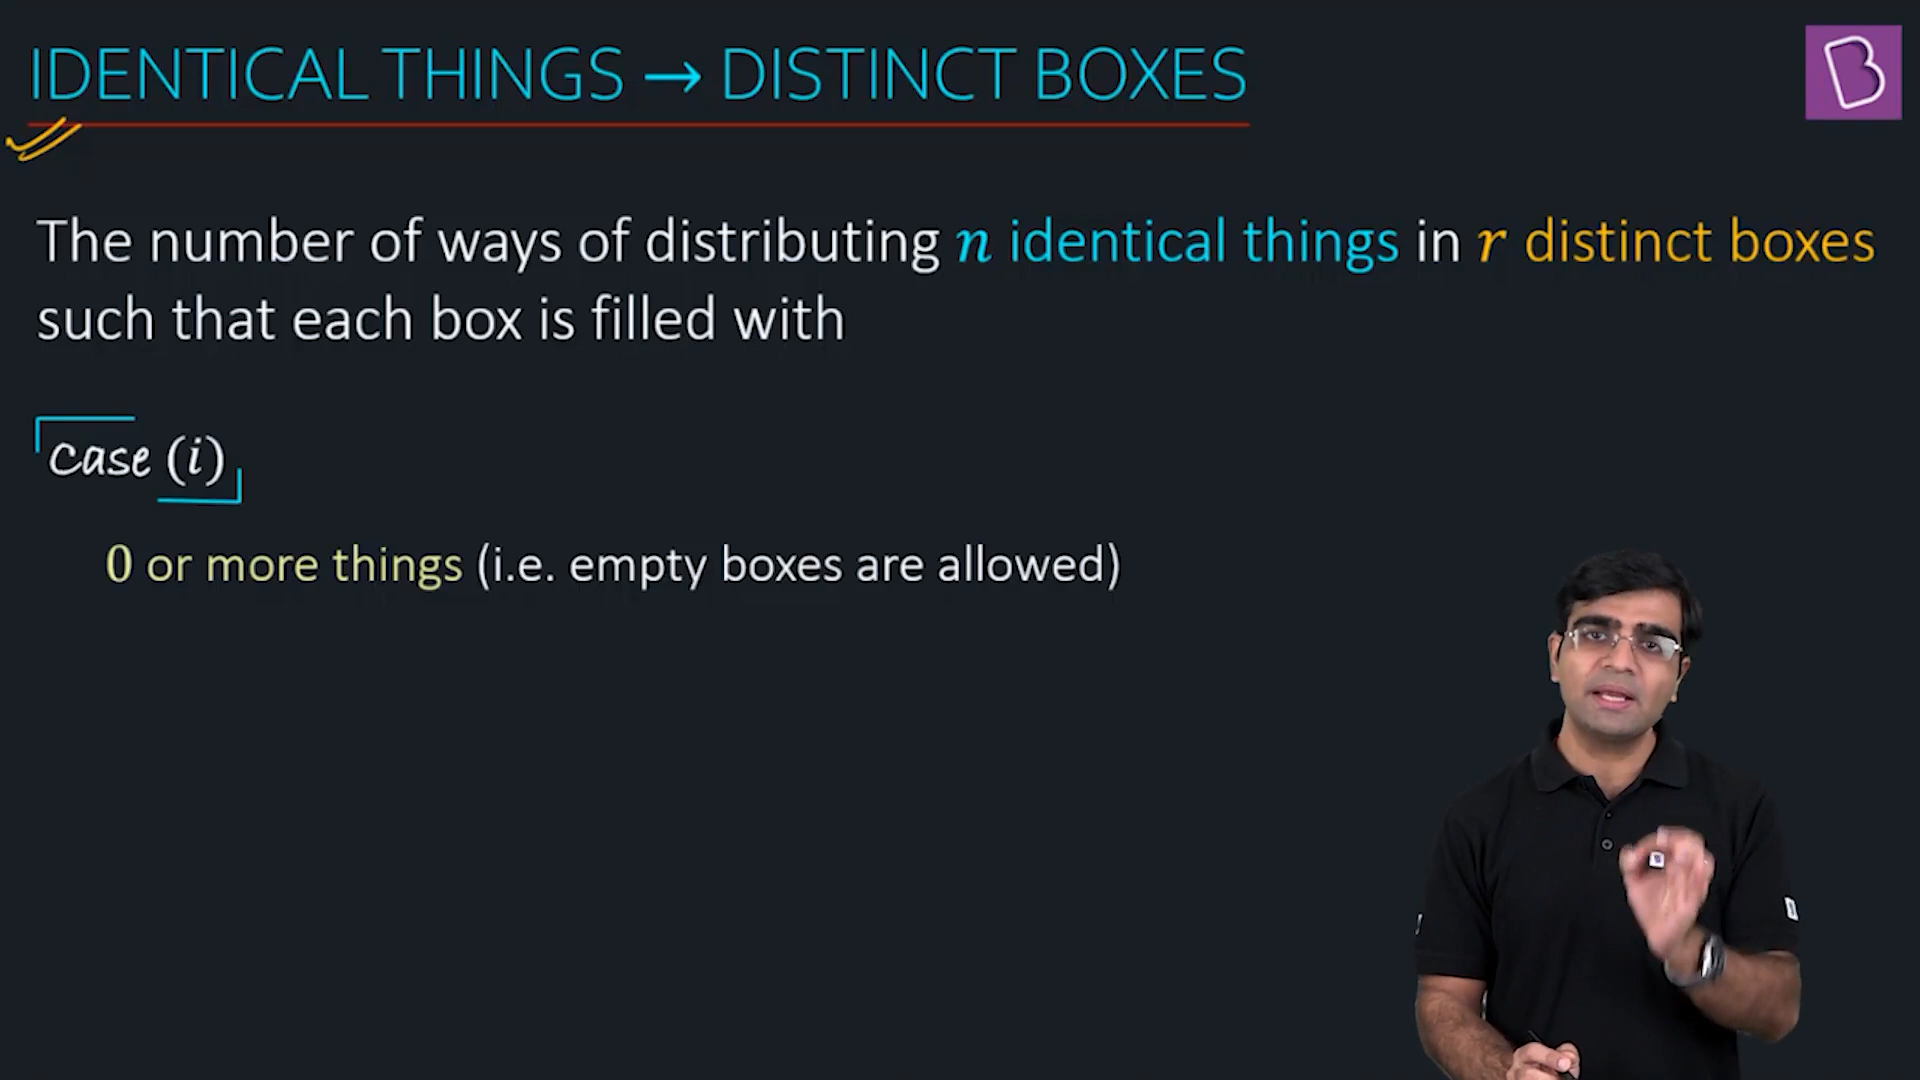 IDENTICAL THINGS → DISTINCT BOXES
The number of ways of distributing n identical things in r distinct boxes
such that each box is filled with
Case (i)
0 or more things (i.e. empty boxes are allowed)